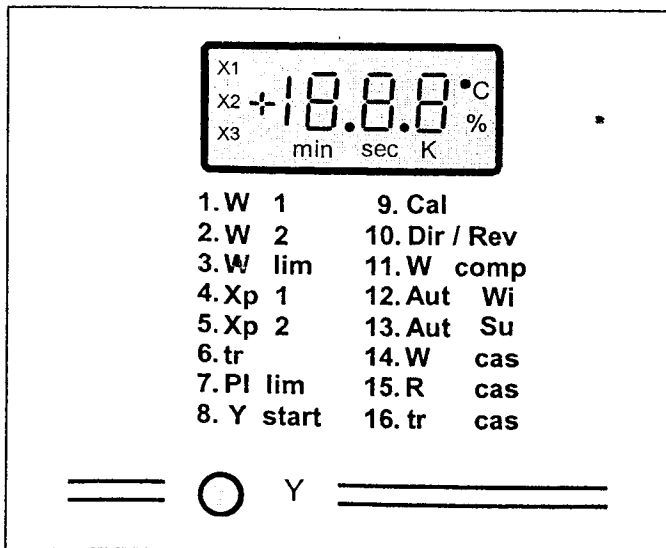 X1
X2 +18.8.8 °C
X3 %
min sec K
1. W 1
2. W 2
3. W lim
4. Xp 1
5. Xp 2
6. tr
7. PI lim
8. Y start
9. Cal
10. Dir / Rev
11. W comp
12. Aut Wi
13. Aut Su
14. W cas
15. R cas
16. tr cas
Y